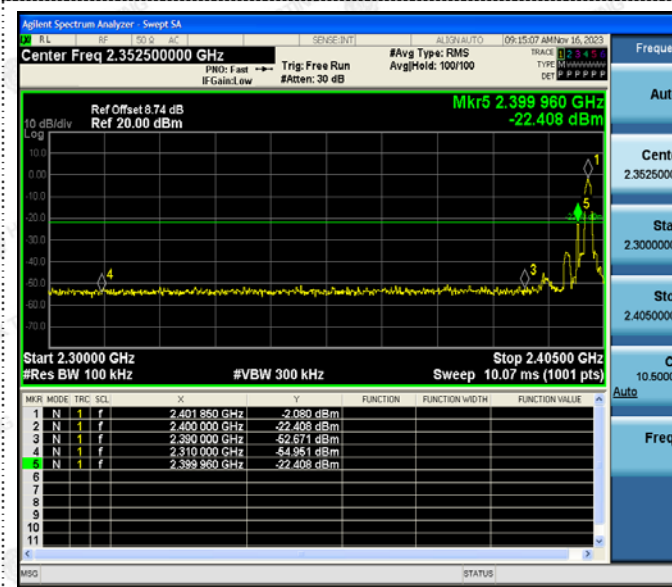 Agilent Spectrum Analyzer - Swept SA
RL RF 50 Ω AC SENSE:INT ALIGN AUTO 09:15:07 AM Nov 16, 2023
Center Freq 2.352500000 GHz #Avg Type: RMS TRACE 1 2 3 4 5 6
PNO: Fast Trig: Free Run Avg|Hold: 100/100 TYPE M
IFGain:Low #Atten: 30 dB DET P P P P P P
Mkr5 2.399 960 GHz
-22.408 dBm
Ref Offset 8.74 dB
10 dB/div Ref 20.00 dBm
Log
10.0
0.00
-10.0
-20.0
-30.0
-40.0
-50.0
-60.0
-70.0
1
5
3
4
Start 2.30000 GHz Stop 2.40500 GHz
#Res BW 100 kHz #VBW 300 kHz Sweep 10.07 ms (1001 pts)
MKR MODE TRC SCL X Y FUNCTION FUNCTION WIDTH FUNCTION VALUE
1 N 1 f 2.401 850 GHz -2.080 dBm
2 N 1 f 2.400 000 GHz -22.408 dBm
3 N 1 f 2.390 000 GHz -52.671 dBm
4 N 1 f 2.310 000 GHz -54.951 dBm
5 N 1 f 2.399 960 GHz -22.408 dBm
6
7
8
9
10
11
MSG STATUS
Freque
Aut
Cent
2.3525000
Sta
2.3000000
Sto
2.4050000
C
10.5000
Auto
Freq